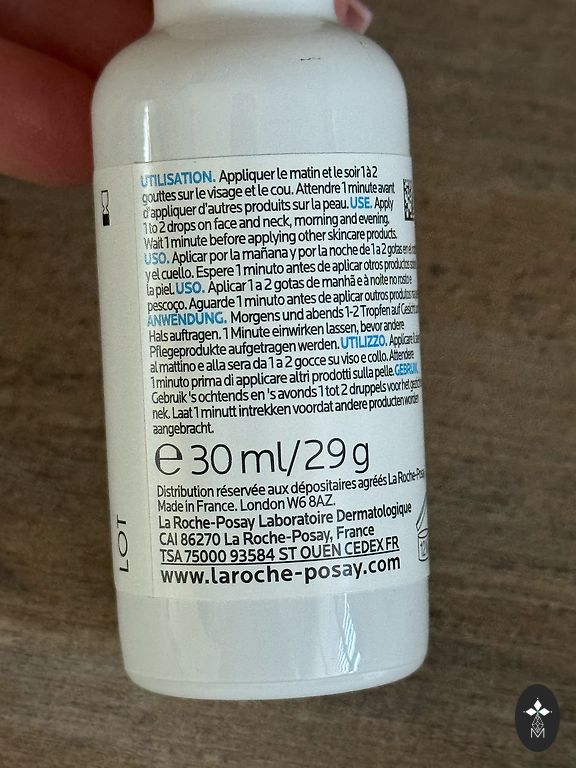 UTILISATION. Appliquer le matin et le soir 1 à 2
gouttes sur le visage et le cou. Attendre 1 minute avant
d'appliquer d'autres produits sur la peau. USE. Apply
1 to 2 drops on face and neck, morning and evening.
Wait 1 minute before applying other skincare products.
USO. Aplicar por la mañana y por la noche de 1 a 2 gotas en el
y el cuello. Espere 1 minuto antes de aplicar otros productos
la piel. USO. Aplicar 1 a 2 gotas de manhã e à noite no rosto e
pescoço. Aguarde 1 minuto antes de aplicar outros produtos
ANWENDUNG. Morgens und abends 1-2 Tropfen auf Gesicht
Hals auftragen. 1 Minute einwirken lassen, bevor andere
Pflegeprodukte aufgetragen werden. UTILIZZO. Applicare
al mattino e alla sera da 1 a 2 gocce su viso e collo. Attendere
1 minuto prima di applicare altri prodotti sulla pelle. GEBRUIK.
Gebruik 's ochtends en 's avonds 1 tot 2 druppels voor het
nek. Laat 1 minutt intrekken voordat andere producten worden
aangebracht.
e 30 ml/29 g
Distribution réservée aux dépositaires agréés La Roche-Posay
Made in France. London W6 8AZ.
La Roche-Posay Laboratoire Dermatologique
CAI 86270 La Roche-Posay, France
TSA 75000 93584 ST OUEN CEDEX FR
www.laroche-posay.com
LOT
M